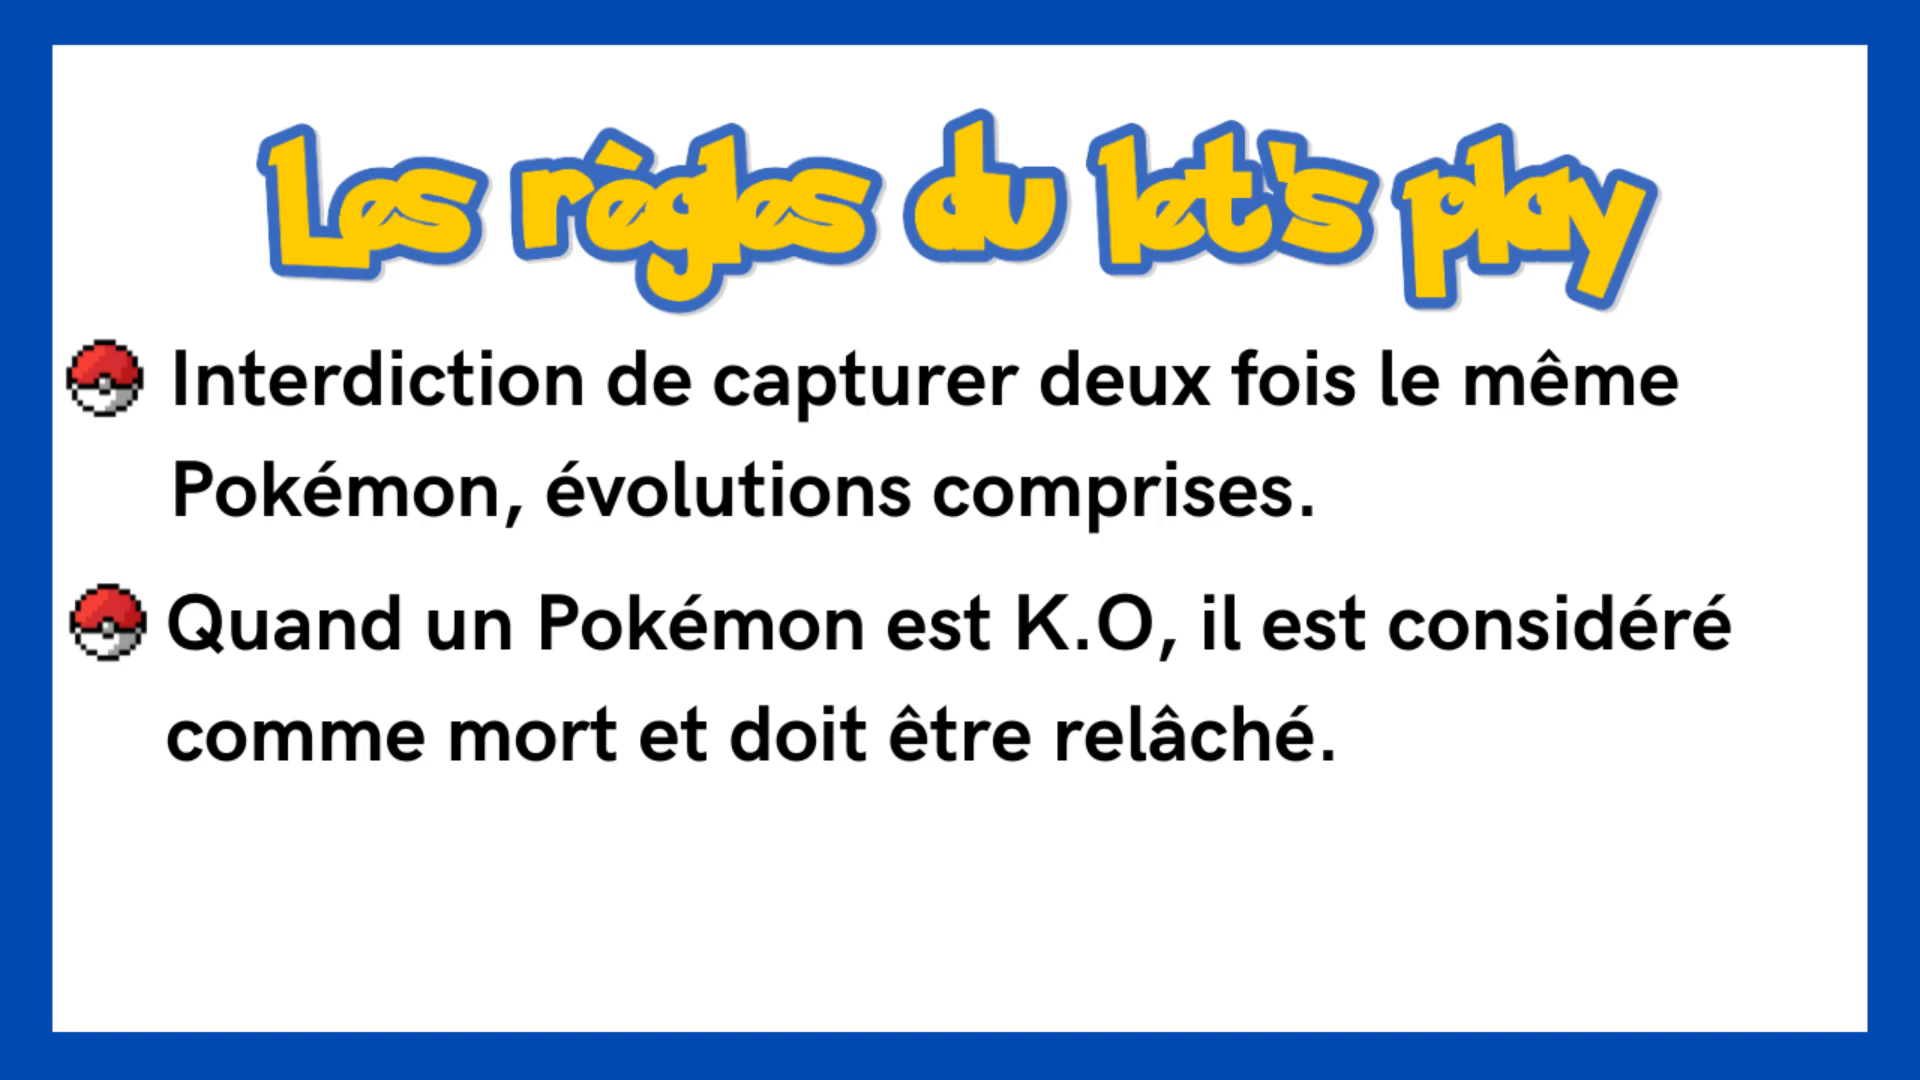 Les règles du let's play
Interdiction de capturer deux fois le même
Pokémon, évolutions comprises.
Quand un Pokémon est K.O, il est considéré
comme mort et doit être relâché.